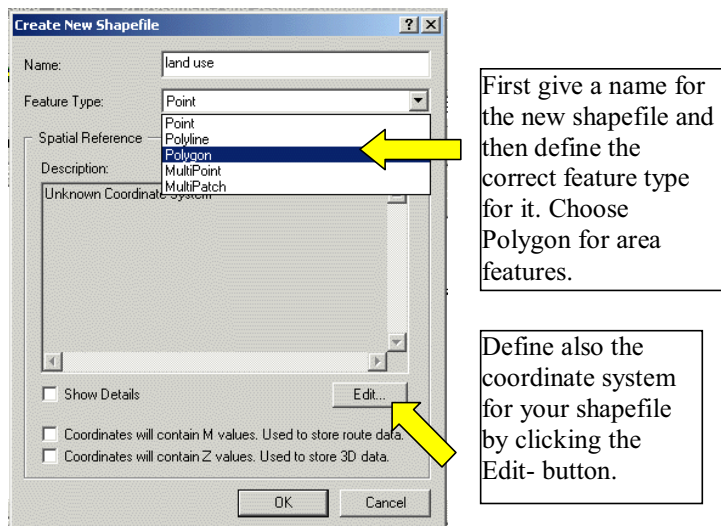 Create New Shapefile
Name:
land use
Feature Type:
Point
Point
Polyline
Polygon
MultiPoint
MultiPatch
Spatial Reference
Description:
Unknown Coordinate System
Show Details
Edit...
Coordinates will contain M values. Used to store route data.
Coordinates will contain Z values. Used to store 3D data.
OK
Cancel
First give a name for
the new shapefile and
then define the
correct feature type
for it. Choose
Polygon for area
features.
Define also the
coordinate system
for your shapefile
by clicking the
Edit- button.